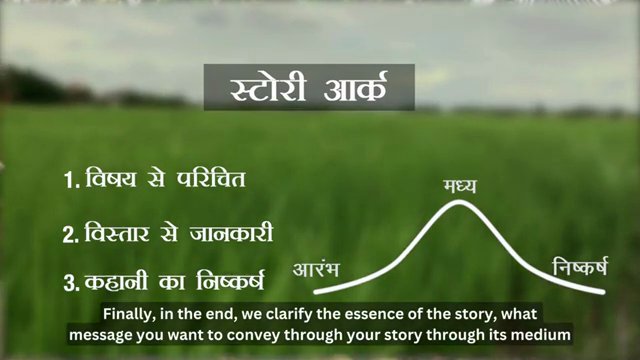 स्टोरी आर्क
1. विषय से परिचित
2. विस्तार से जानकारी
3. कहानी का निष्कर्ष
मध्य
आरंभ
निष्कर्ष
Finally, in the end, we clarify the essence of the story, what
message you want to convey through your story through its medium